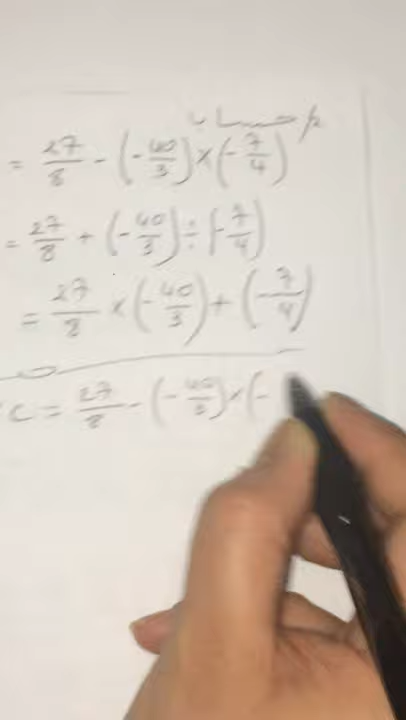 = 27/8 - (-40/3) × (-7/4)
= 27/8 + (-40/3) ÷ (-7/4)
= 27/8 × (-40/3) + (-7/4)
c = 27/8 - (-40/3) × (-